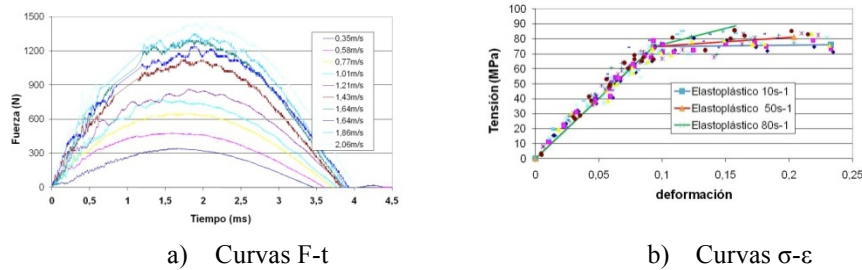 1500
1200
900
600
300
0
Fuerza (N)
0 0,5 1 1,5 2 2,5 3 3,5 4 4,5
Tiempo (ms)
0,35m/s
0,58m/s
0,77m/s
1,01m/s
1,21m/s
1,43m/s
1,64m/s
1,64m/s
1,86m/s
2,06m/s
a) Curvas F-t
100
90
80
70
60
50
40
30
20
10
0
Tensión (MPa)
0 0,05 0,1 0,15 0,2 0,25
deformación
Elastoplástico 10s-1
Elastoplástico 50s-1
Elastoplástico 80s-1
b) Curvas σ-ε